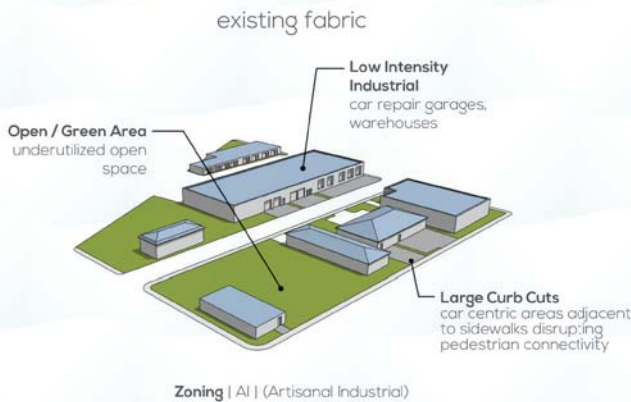 existing fabric
Low Intensity
Industrial
car repair garages,
warehouses
Open / Green Area
underutilized open
space
Large Curb Cuts
car centric areas adjacent
to sidewalks disrupting
pedestrian connectivity
Zoning | AI | (Artisanal Industrial)